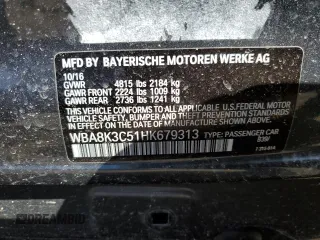 MFD BY BAYERISCHE MOTOREN WERKE AG
10/16
GVWR 4815 lbs 2184 kg
GAWR FRONT 2224 lbs 1009 kg
GAWR REAR 2736 lbs 1241 kg
THIS VEHICLE CONFORMS TO ALL APPLICABLE U.S. FEDERAL
MOTOR VEHICLE SAFETY, BUMPER, AND THEFT PREVENTION
STANDARDS IN EFFECT ON THE DATE OF MANUFACTURE
SHOWN ABOVE.
WBA8K3C51HK679313 TYPE: PASSENGER CAR